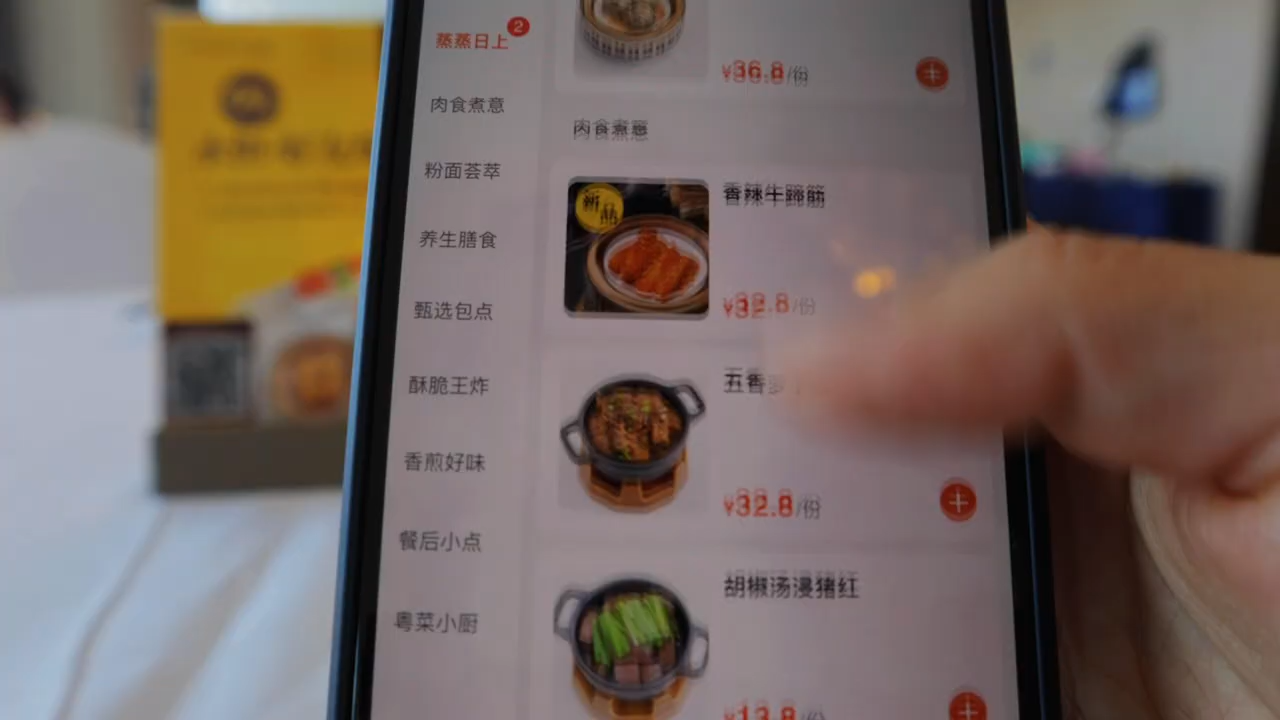 蒸蒸日上
2
肉食煮意
粉面荟萃
养生膳食
甄选包点
酥脆王炸
香煎好味
餐后小点
粤菜小厨
¥36.8/份
肉食煮意
新品
香辣牛蹄筋
/份
五香
¥32.8/份
胡椒汤浸猪红
¥13.8/份